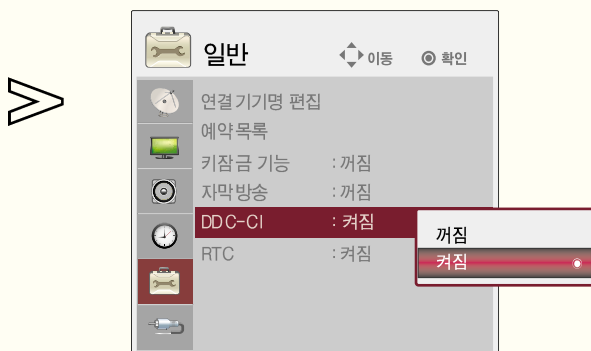 일반 이동 확인
연결기기명 편집
예약목록
키잠금 기능 : 꺼짐
자막방송 : 꺼짐
DDC-CI : 켜짐
RTC : 켜짐
꺼짐
켜짐